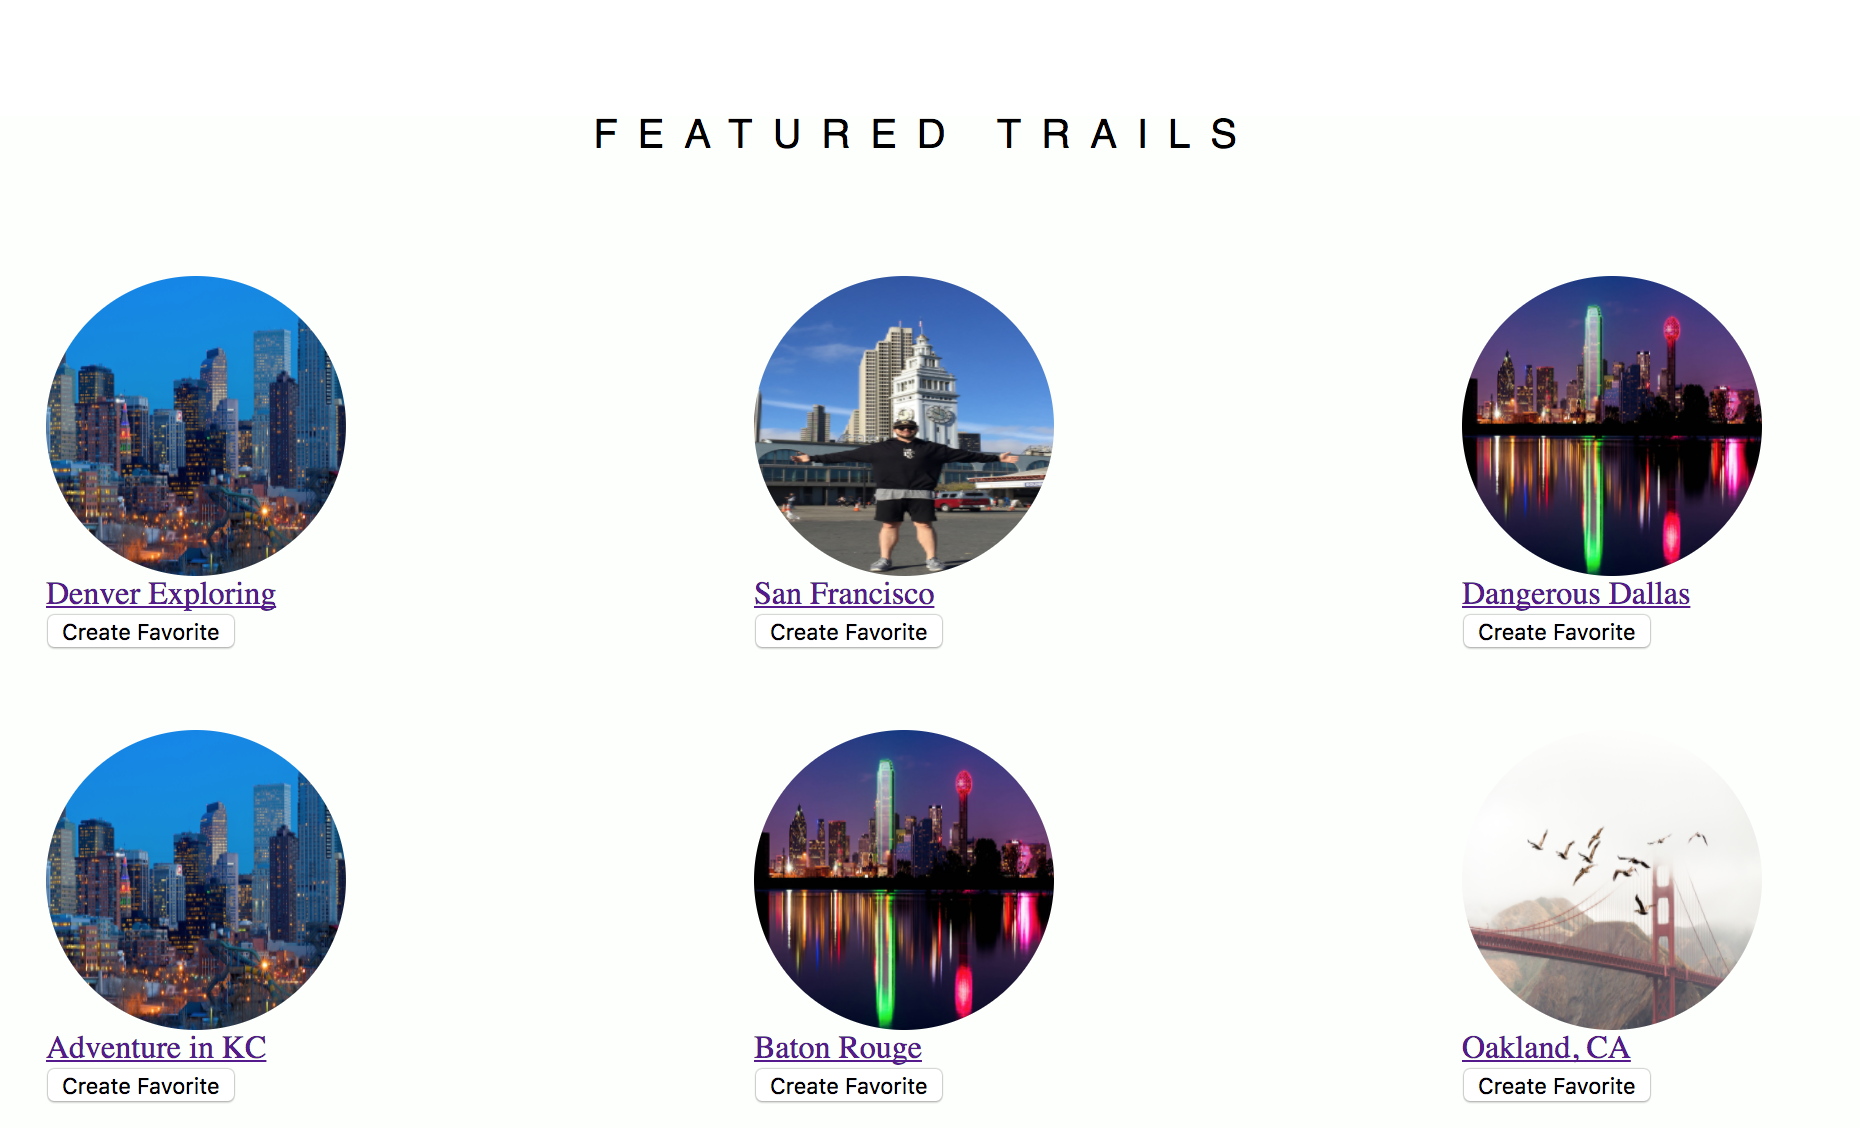 FEATURED TRAILS
Denver Exploring
Create Favorite
San Francisco
Create Favorite
Dangerous Dallas
Create Favorite
Adventure in KC
Create Favorite
Baton Rouge
Create Favorite
Oakland, CA
Create Favorite